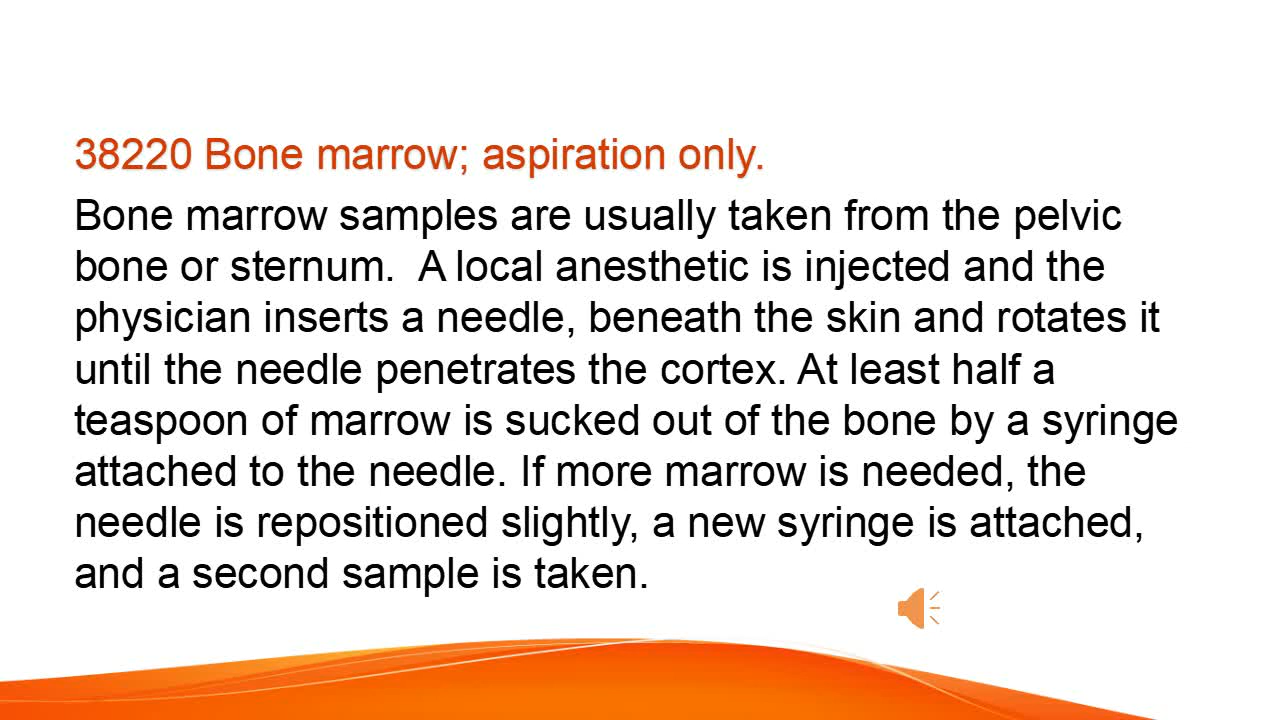 38220 Bone marrow; aspiration only.
Bone marrow samples are usually taken from the pelvic
bone or sternum.  A local anesthetic is injected and the
physician inserts a needle, beneath the skin and rotates it
until the needle penetrates the cortex. At least half a
teaspoon of marrow is sucked out of the bone by a syringe
attached to the needle. If more marrow is needed, the
needle is repositioned slightly, a new syringe is attached,
and a second sample is taken.